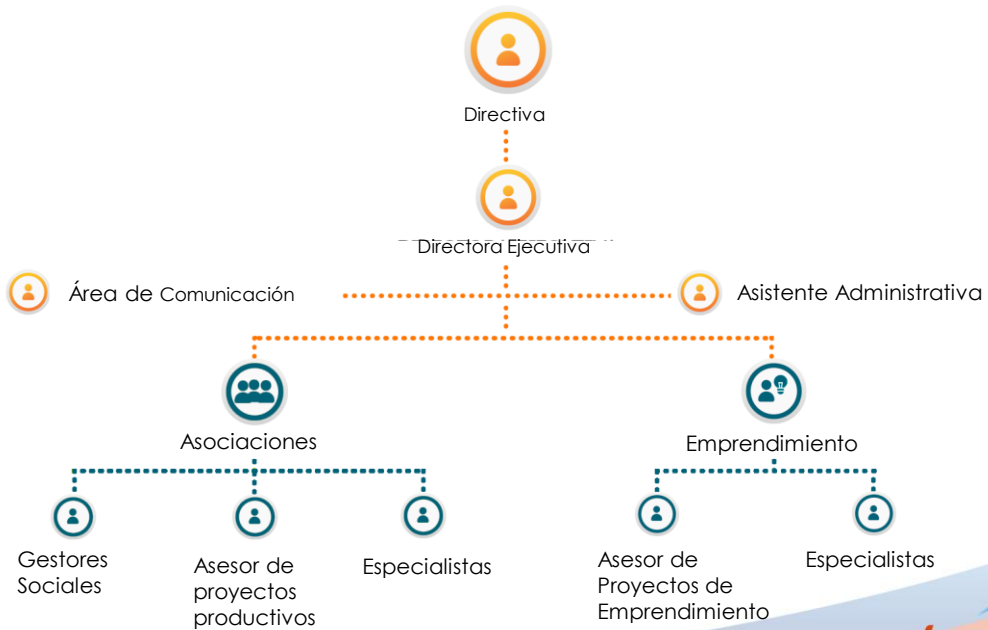 Directiva
Directora Ejecutiva
Área de Comunicación
Asistente Administrativa
Asociaciones
Emprendimiento
Gestores
Sociales
Asesor de
proyectos
productivos
Especialistas
Asesor de
Proyectos de
Emprendimiento
Especialistas